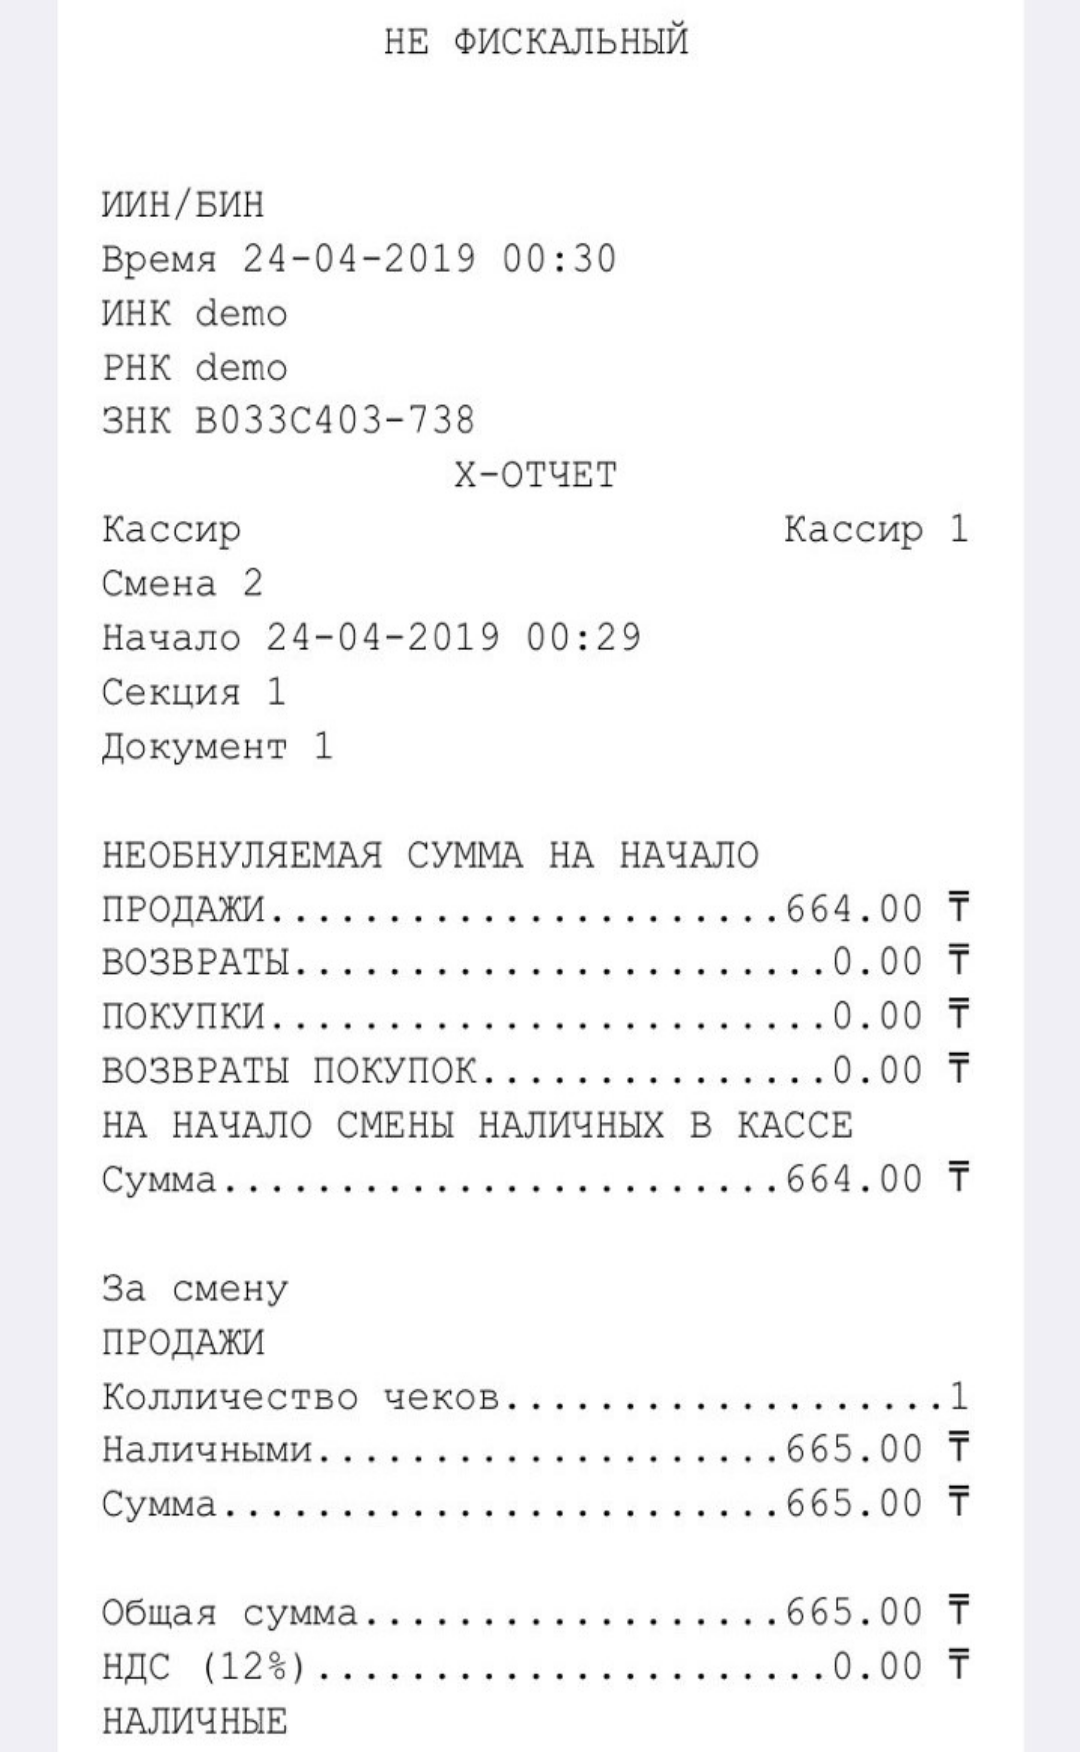 НЕ ФИСКАЛЬНЫЙ
ИИН/БИН
Время 24-04-2019 00:30
ИНК demo
РНК demo
ЗНК B033C403-738
X-ОТЧЕТ
Кассир Кассир 1
Смена 2
Начало 24-04-2019 00:29
Секция 1
Документ 1
НЕОБНУЛЯЕМАЯ СУММА НА НАЧАЛО
ПРОДАЖИ......................664.00 ₸
ВОЗВРАТЫ.......................0.00 ₸
ПОКУПКИ........................0.00 ₸
ВОЗВРАТЫ ПОКУПОК...............0.00 ₸
НА НАЧАЛО СМЕНЫ НАЛИЧНЫХ В КАССЕ
Сумма........................664.00 ₸
За смену
ПРОДАЖИ
Колличество чеков...................1
Наличными....................665.00 ₸
Сумма........................665.00 ₸
Общая сумма..................665.00 ₸
НДС (12%)......................0.00 ₸
НАЛИЧНЫЕ